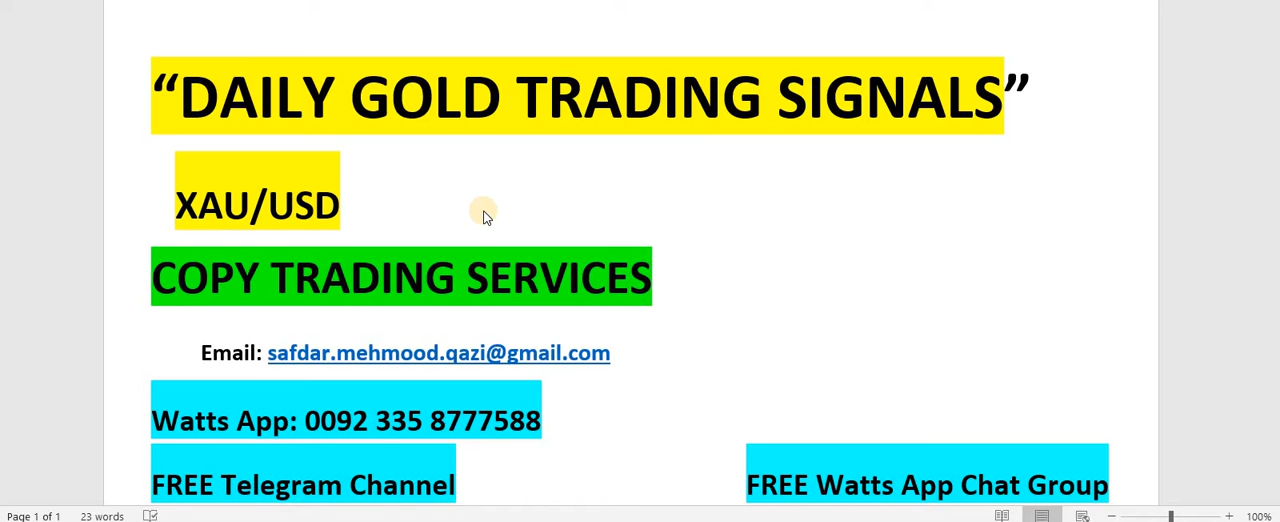 “DAILY GOLD TRADING SIGNALS”
XAU/USD
COPY TRADING SERVICES
Email: safdar.mehmood.qazi@gmail.com
Watts App: 0092 335 8777588
FREE Telegram Channel FREE Watts App Chat Group
Page 1 of 1 23 words 100%